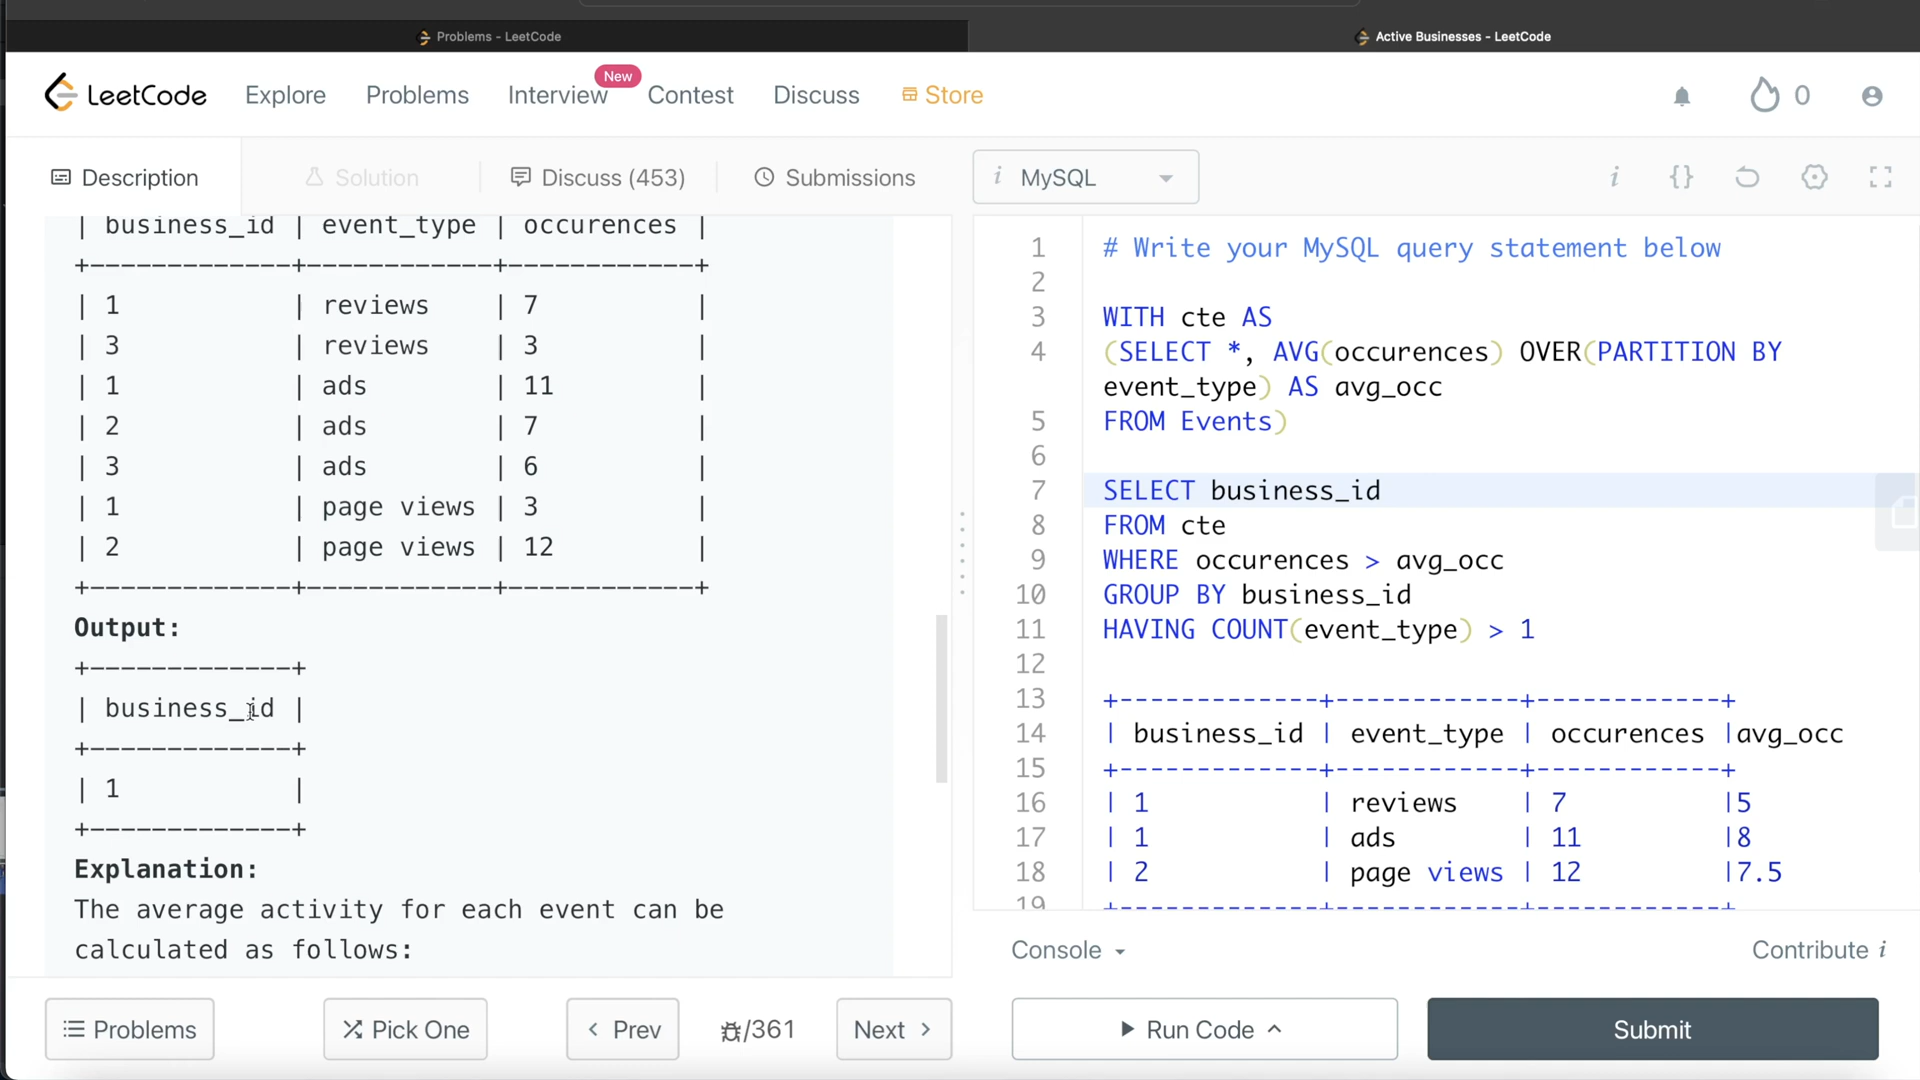 Problems - LeetCode
Active Businesses - LeetCode
LeetCode
Explore
Problems
Interview
New
Contest
Discuss
Store
0
Description
Solution
Discuss (453)
Submissions
i MySQL
i {}
| business_id | event_type | occurences |
+-------------+------------+------------+
| 1 | reviews | 7 |
| 3 | reviews | 3 |
| 1 | ads | 11 |
| 2 | ads | 7 |
| 3 | ads | 6 |
| 1 | page views | 3 |
| 2 | page views | 12 |
+-------------+------------+------------+
Output:
+-------------+
| business_id |
+-------------+
| 1 |
+-------------+
Explanation:
The average activity for each event can be
calculated as follows:
1 # Write your MySQL query statement below
2
3 WITH cte AS
4 (SELECT *, AVG(occurences) OVER(PARTITION BY
event_type) AS avg_occ
5 FROM Events)
6
7 SELECT business_id
8 FROM cte
9 WHERE occurences > avg_occ
10 GROUP BY business_id
11 HAVING COUNT(event_type) > 1
12
13 +-------------+------------+------------+
14 | business_id | event_type | occurences |avg_occ
15 +-------------+------------+------------+
16 | 1 | reviews | 7 |5
17 | 1 | ads | 11 |8
18 | 2 | page views | 12 |7.5
19 +-------------+------------+------------+
Console
Contribute i
Problems
Pick One
Prev
/361
Next
Run Code
Submit